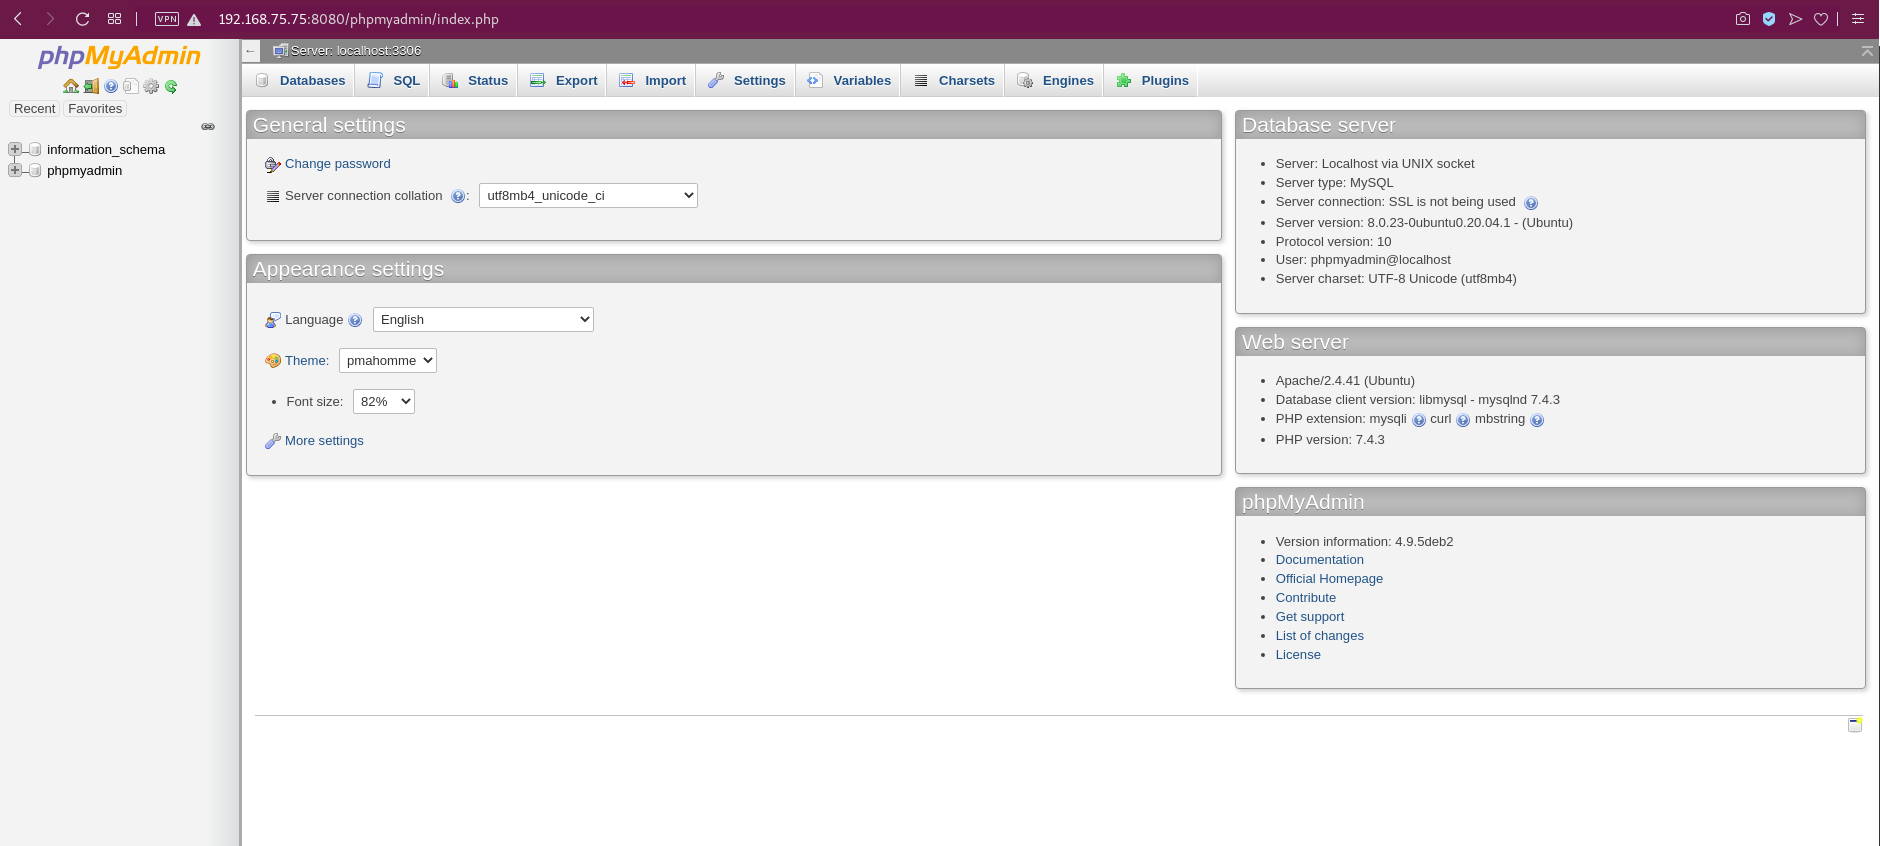 VPN 192.168.75.75:8080/phpmyadmin/index.php
phpMyAdmin
Recent Favorites
information_schema
phpmyadmin
← Server: localhost:3306
Databases SQL Status Export Import Settings Variables Charsets Engines Plugins
General settings
Change password
Server connection collation : utf8mb4_unicode_ci
Appearance settings
Language English
Theme: pmahomme
• Font size: 82%
More settings
Database server
• Server: Localhost via UNIX socket
• Server type: MySQL
• Server connection: SSL is not being used
• Server version: 8.0.23-0ubuntu0.20.04.1 - (Ubuntu)
• Protocol version: 10
• User: phpmyadmin@localhost
• Server charset: UTF-8 Unicode (utf8mb4)
Web server
• Apache/2.4.41 (Ubuntu)
• Database client version: libmysql - mysqlnd 7.4.3
• PHP extension: mysqli curl mbstring
• PHP version: 7.4.3
phpMyAdmin
• Version information: 4.9.5deb2
• Documentation
• Official Homepage
• Contribute
• Get support
• List of changes
• License